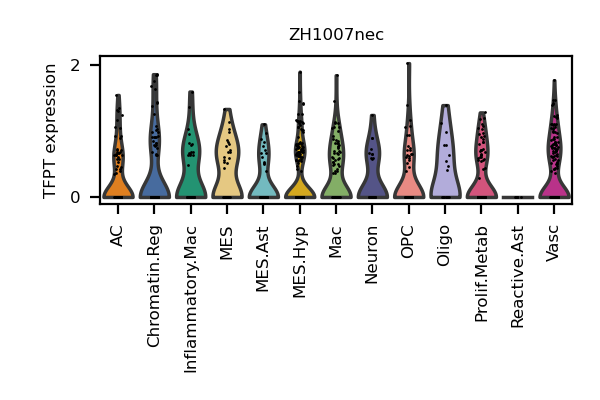 ZH1007nec
TFPT expression
2
0
AC
Chromatin.Reg
Inflammatory.Mac
MES
MES.Ast
MES.Hyp
Mac
Neuron
OPC
Oligo
Prolif.Metab
Reactive.Ast
Vasc